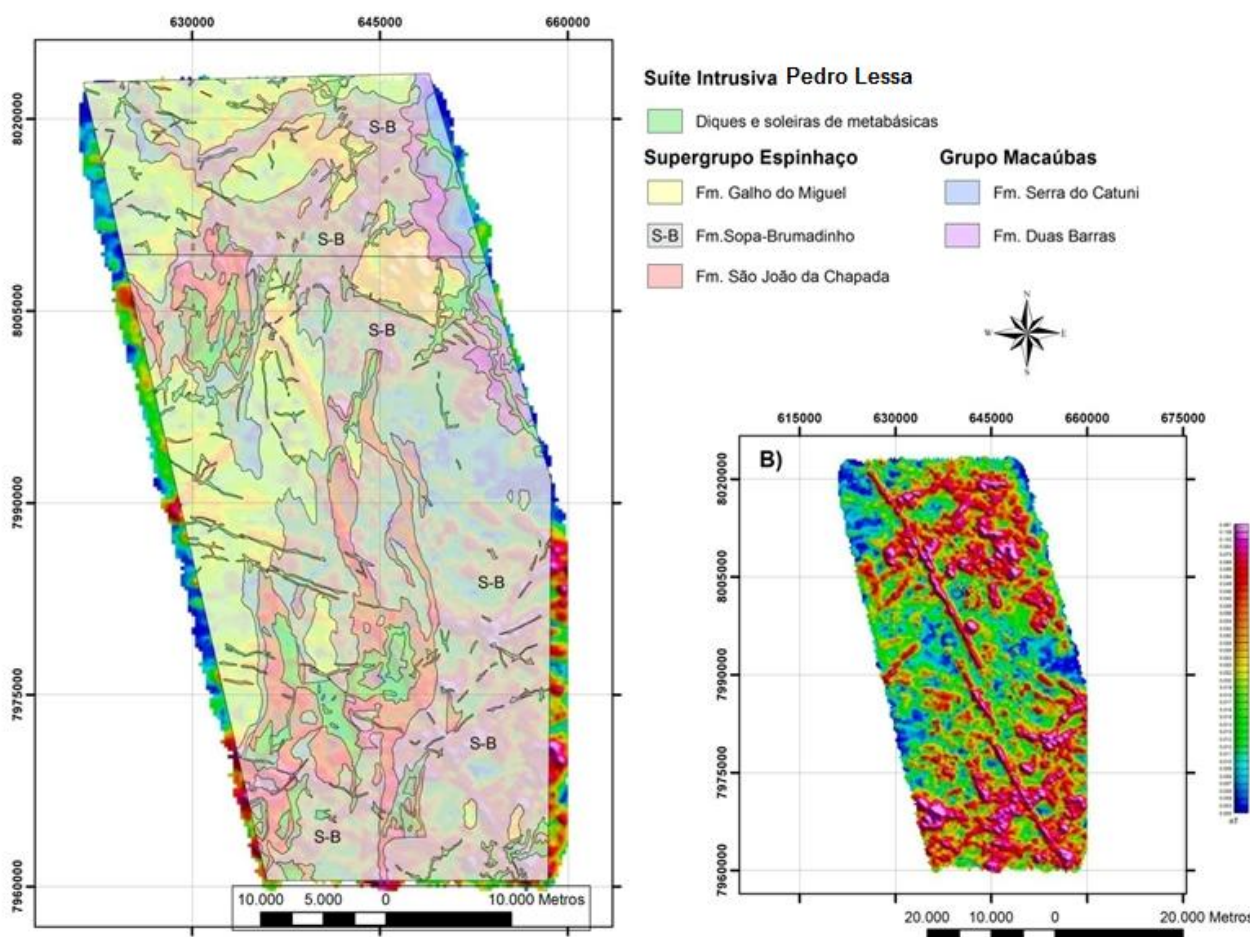 630000 645000 660000
8020000
8005000
7990000
7975000
7960000
S-B
S-B
S-B
S-B
S-B
S-B
10.000 5.000 0 10.000 Metros
Suíte Intrusiva Pedro Lessa
Diques e soleiras de metabásicas
Supergrupo Espinhaço
Fm. Galho do Miguel
S-B Fm.Sopa-Brumadinho
Fm. São João da Chapada
Grupo Macaúbas
Fm. Serra do Catuni
Fm. Duas Barras
N
W E
S
615000 630000 645000 660000 675000
B)
8020000
8005000
7990000
7975000
7960000
nT
20.000 10.000 0 20.000 Metros